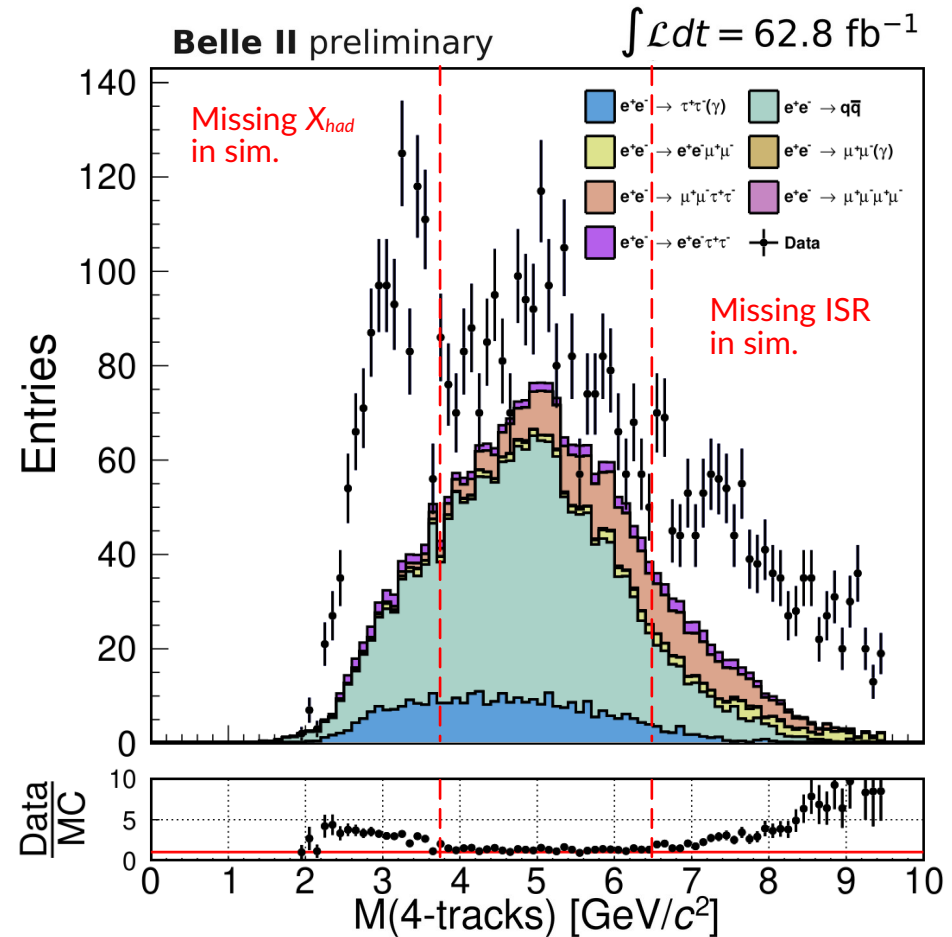 Belle II preliminary
∫ℒdt = 62.8 fb⁻¹
Missing X_had
in sim.
e⁺e⁻ → τ⁺τ⁻(γ)
e⁺e⁻ → qq̅
e⁺e⁻ → e⁺e⁻μ⁺μ⁻
e⁺e⁻ → μ⁺μ⁻(γ)
e⁺e⁻ → μ⁺μ⁻τ⁺τ⁻
e⁺e⁻ → μ⁺μ⁻μ⁺μ⁻
e⁺e⁻ → e⁺e⁻τ⁺τ⁻
Data
Missing ISR
in sim.
Entries
140
120
100
80
60
40
20
0
Data
MC
10
5
0
0 1 2 3 4 5 6 7 8 9 10
M(4-tracks) [GeV/c²]